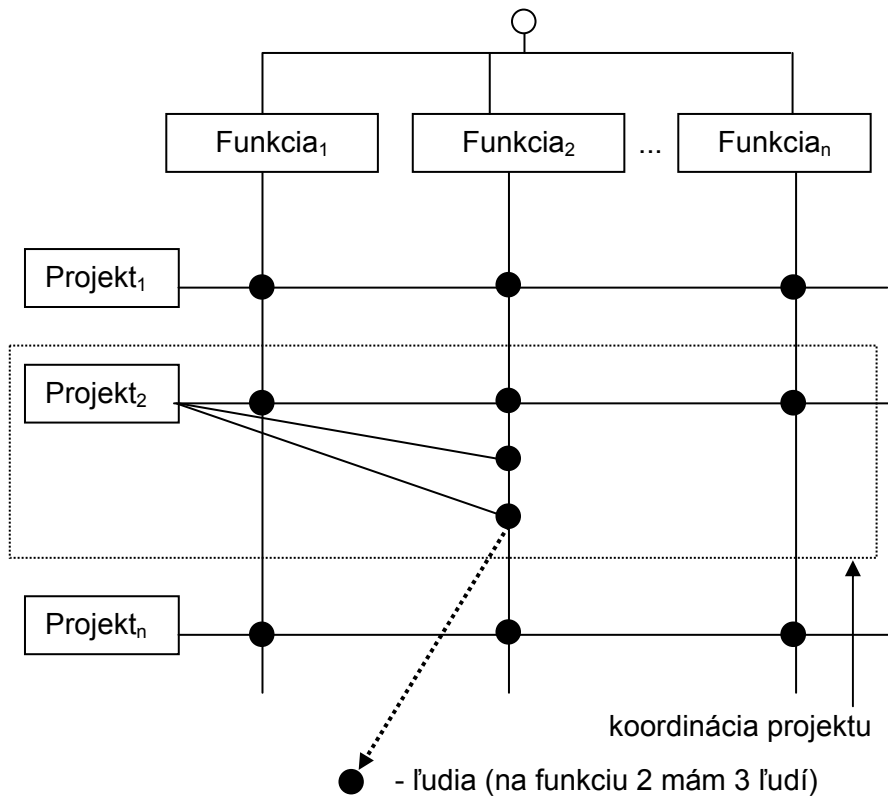 Funkcia₁ Funkcia₂ ... Funkciaₙ
Projekt₁
Projekt₂
Projektₙ
koordinácia projektu
- ľudia (na funkciu 2 mám 3 ľudí)